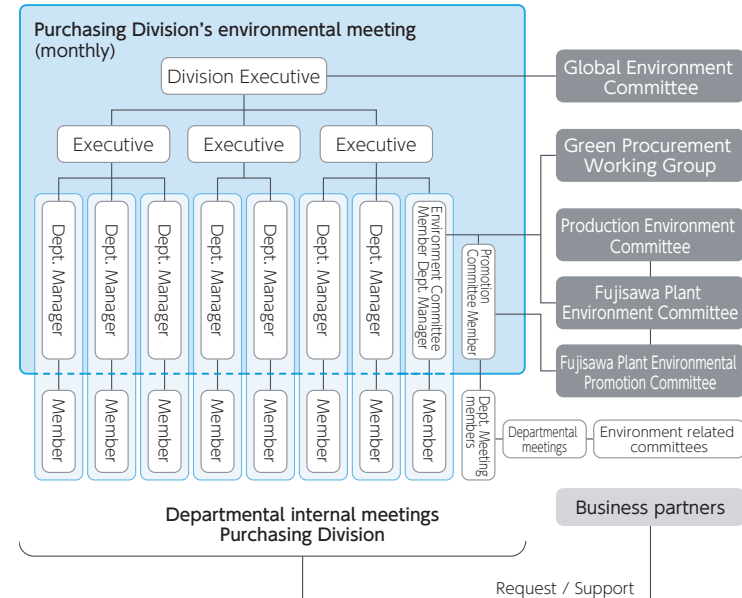 Purchasing Division's environmental meeting
(monthly)
Division Executive
Global Environment
Committee
Executive
Executive
Executive
Green Procurement
Working Group
Dept. Manager
Dept. Manager
Dept. Manager
Dept. Manager
Dept. Manager
Dept. Manager
Dept. Manager
Environment Committee
Member Dept. Manager
Promotion
Committee Member
Production Environment
Committee
Fujisawa Plant
Environment Committee
Fujisawa Plant Environmental
Promotion Committee
Member
Member
Member
Member
Member
Member
Member
Member
Dept. Meeting
members
Departmental
meetings
Environment related
committees
Departmental internal meetings
Purchasing Division
Business partners
Request / Support